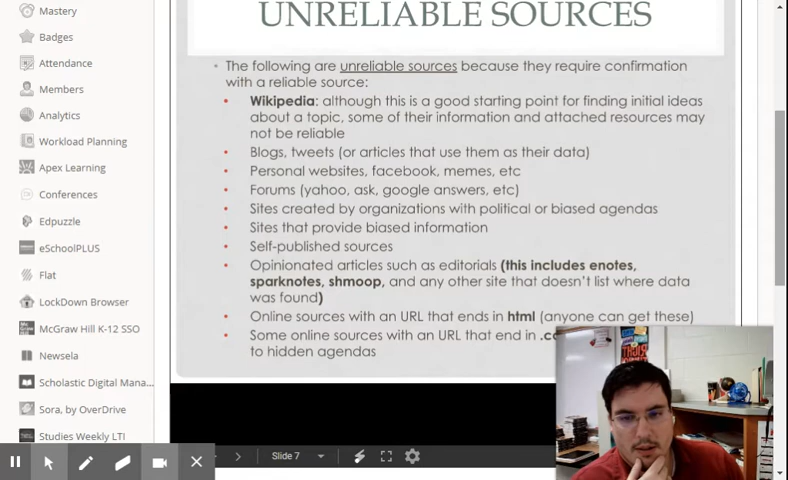 Mastery
Badges
Attendance
Members
Analytics
Workload Planning
Apex Learning
Conferences
Edpuzzle
eSchoolPLUS
Flat
LockDown Browser
McGraw Hill K-12 SSO
Newsela
Scholastic Digital Mana...
Sora, by OverDrive
Studies Weekly LTI
UNRELIABLE SOURCES
• The following are unreliable sources because they require confirmation
with a reliable source:
• Wikipedia: although this is a good starting point for finding initial ideas
about a topic, some of their information and attached resources may
not be reliable
• Blogs, tweets (or articles that use them as their data)
• Personal websites, facebook, memes, etc
• Forums (yahoo, ask, google answers, etc)
• Sites created by organizations with political or biased agendas
• Sites that provide biased information
• Self-published sources
• Opinionated articles such as editorials (this includes enotes,
sparknotes, shmoop, and any other site that doesn't list where data
was found)
• Online sources with an URL that ends in html (anyone can get these)
• Some online sources with an URL that end in
to hidden agendas
Slide 7